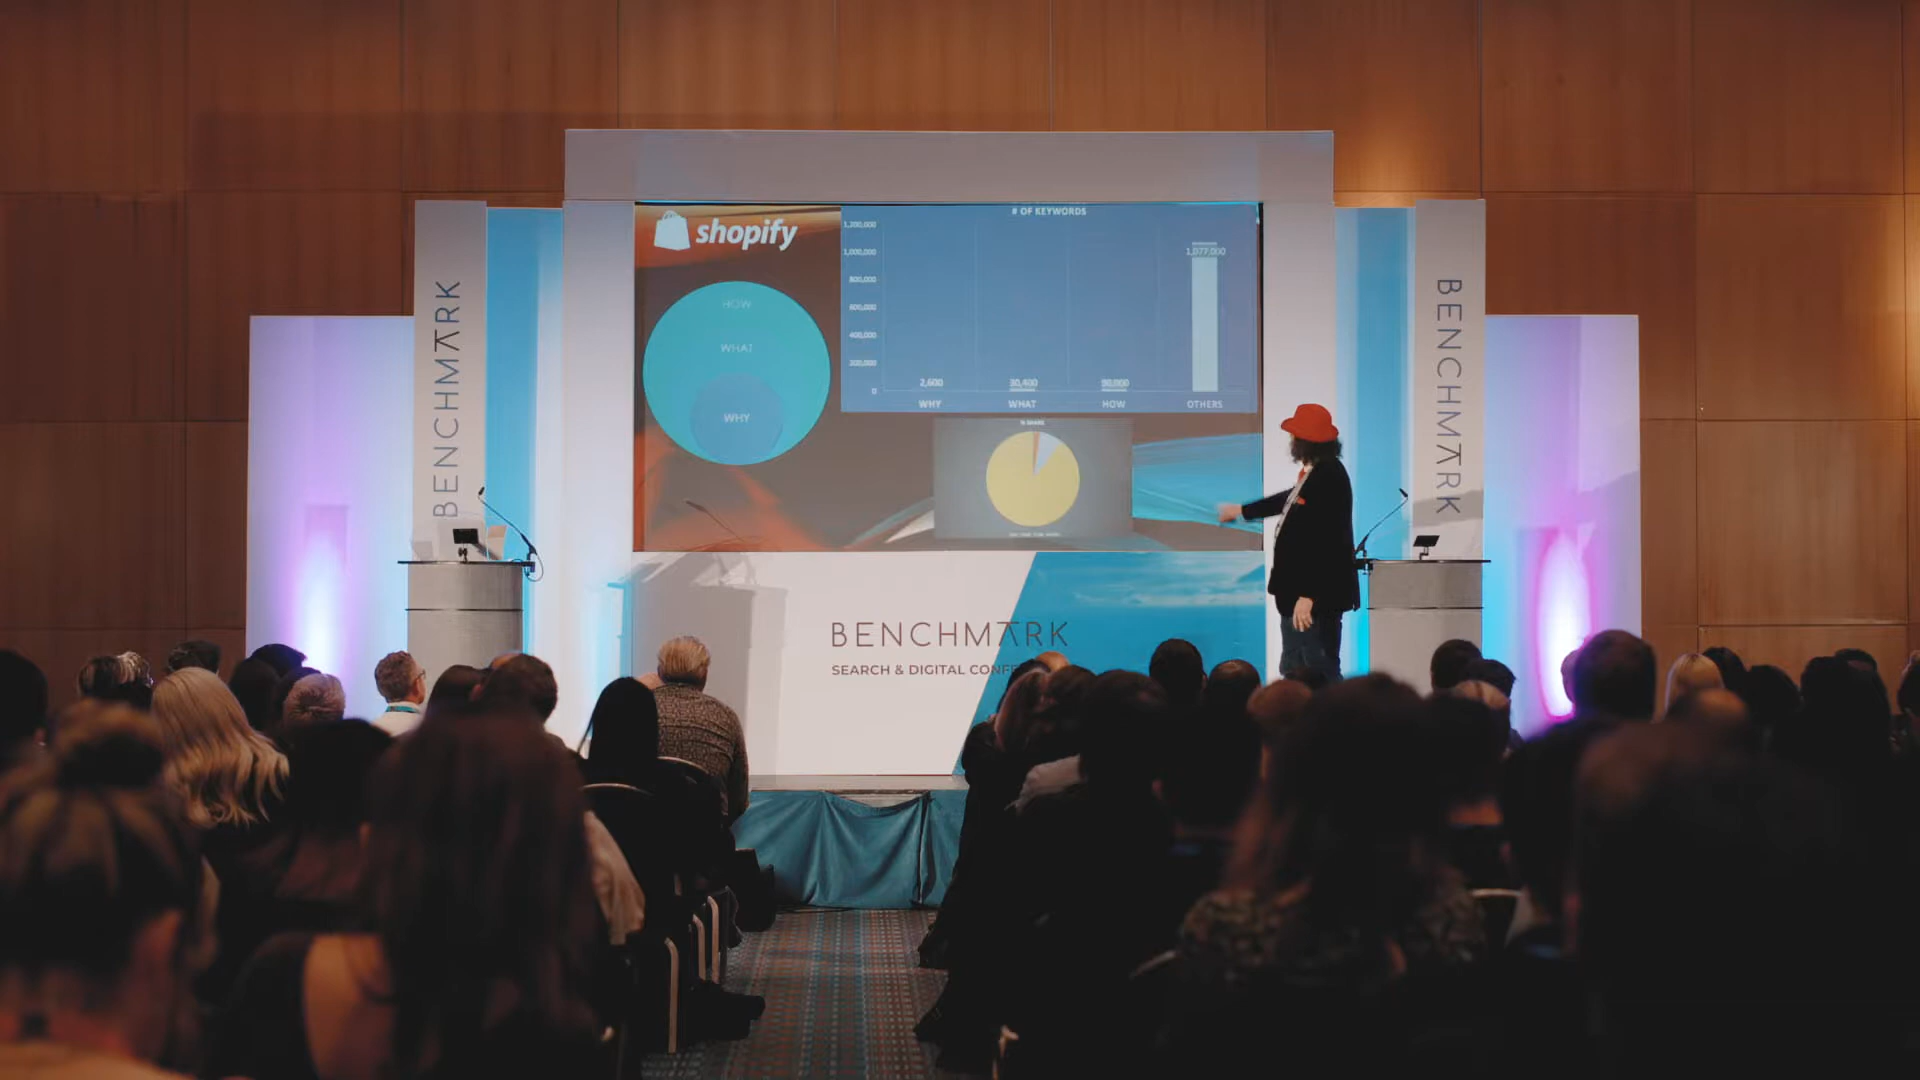 shopify
HOW
WHAT
WHY
# OF KEYWORDS
1,200,000
1,000,000
800,000
600,000
400,000
200,000
0
2,600
30,400
90,000
1,077,000
WHY
WHAT
HOW
OTHERS
% SHARE
BENCHMARK
BENCHMARK
BENCHMARK
SEARCH & DIGITAL CONFE